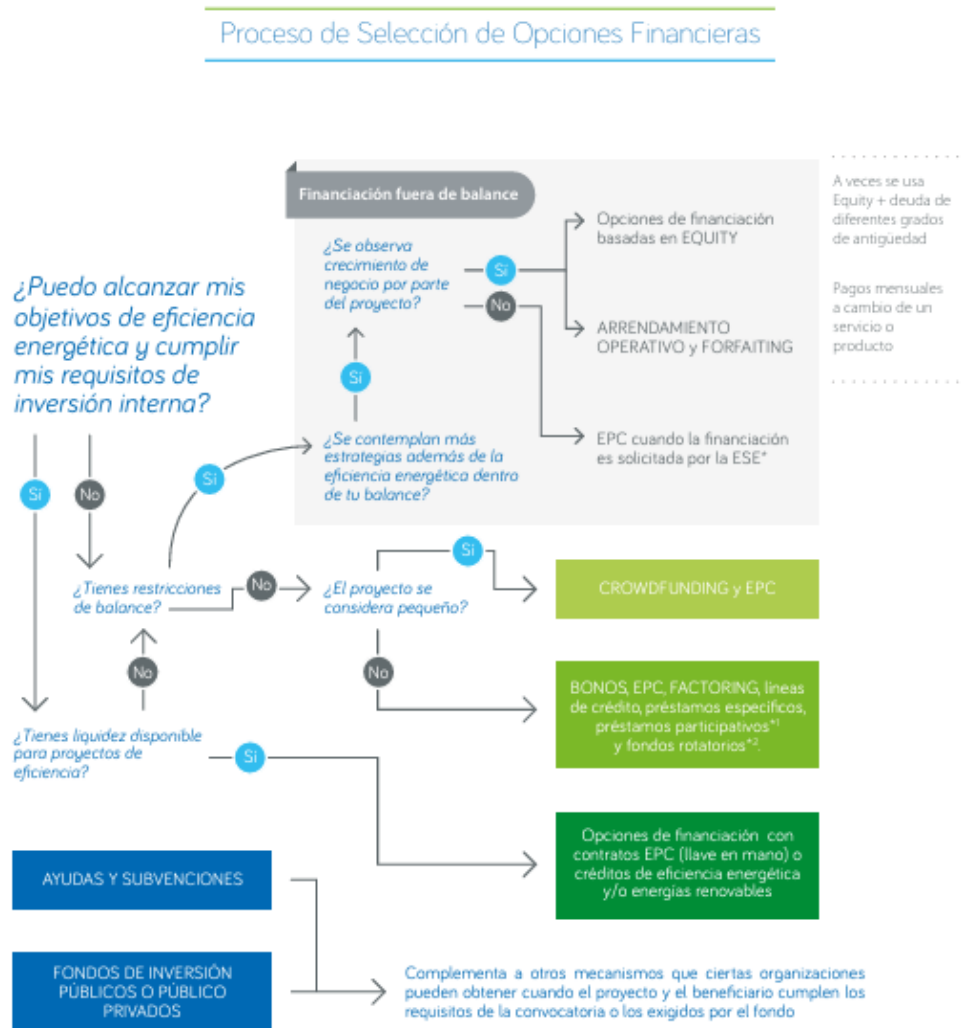 Proceso de Selección de Opciones Financieras
Financiación fuera de balance
A veces se usa
Equity + deuda de
diferentes grados
de antigüedad
Pagos mensuales
a cambio de un
servicio o
producto
¿Se observa
crecimiento de
negocio por parte
del proyecto?
Sí
No
Opciones de financiación
basadas en EQUITY
ARRENDAMIENTO
OPERATIVO y FORFAITING
EPC cuando la financiación
es solicitada por la ESE*
¿Puedo alcanzar mis
objetivos de eficiencia
energética y cumplir
mis requisitos de
inversión interna?
Sí
¿Se contemplan más
estrategias además de la
eficiencia energética dentro
de tu balance?
Sí
No
Sí
¿Tienes restricciones
de balance?
No
¿El proyecto se
considera pequeño?
Sí
CROWDFUNDING y EPC
No
No
BONOS, EPC, FACTORING, líneas
de crédito, préstamos específicos,
préstamos participativos*1
y fondos rotatorios*2.
¿Tienes liquidez disponible
para proyectos de
eficiencia?
Sí
Opciones de financiación con
contratos EPC (llave en mano) o
créditos de eficiencia energética
y/o energías renovables
AYUDAS Y SUBVENCIONES
FONDOS DE INVERSIÓN
PÚBLICOS O PÚBLICO
PRIVADOS
Complementa a otros mecanismos que ciertas organizaciones
pueden obtener cuando el proyecto y el beneficiario cumplen los
requisitos de la convocatoria o los exigidos por el fondo